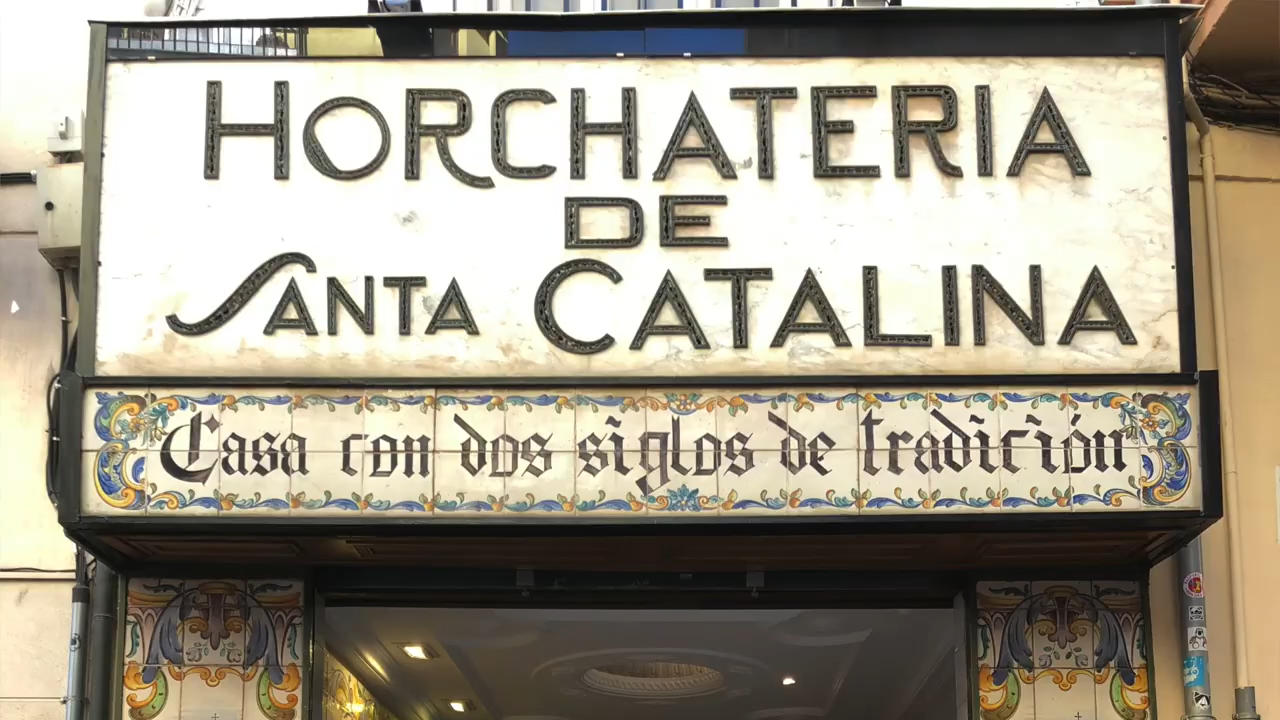 HORCHATERIA
DE
SANTA CATALINA
Casa con dos siglos de tradición